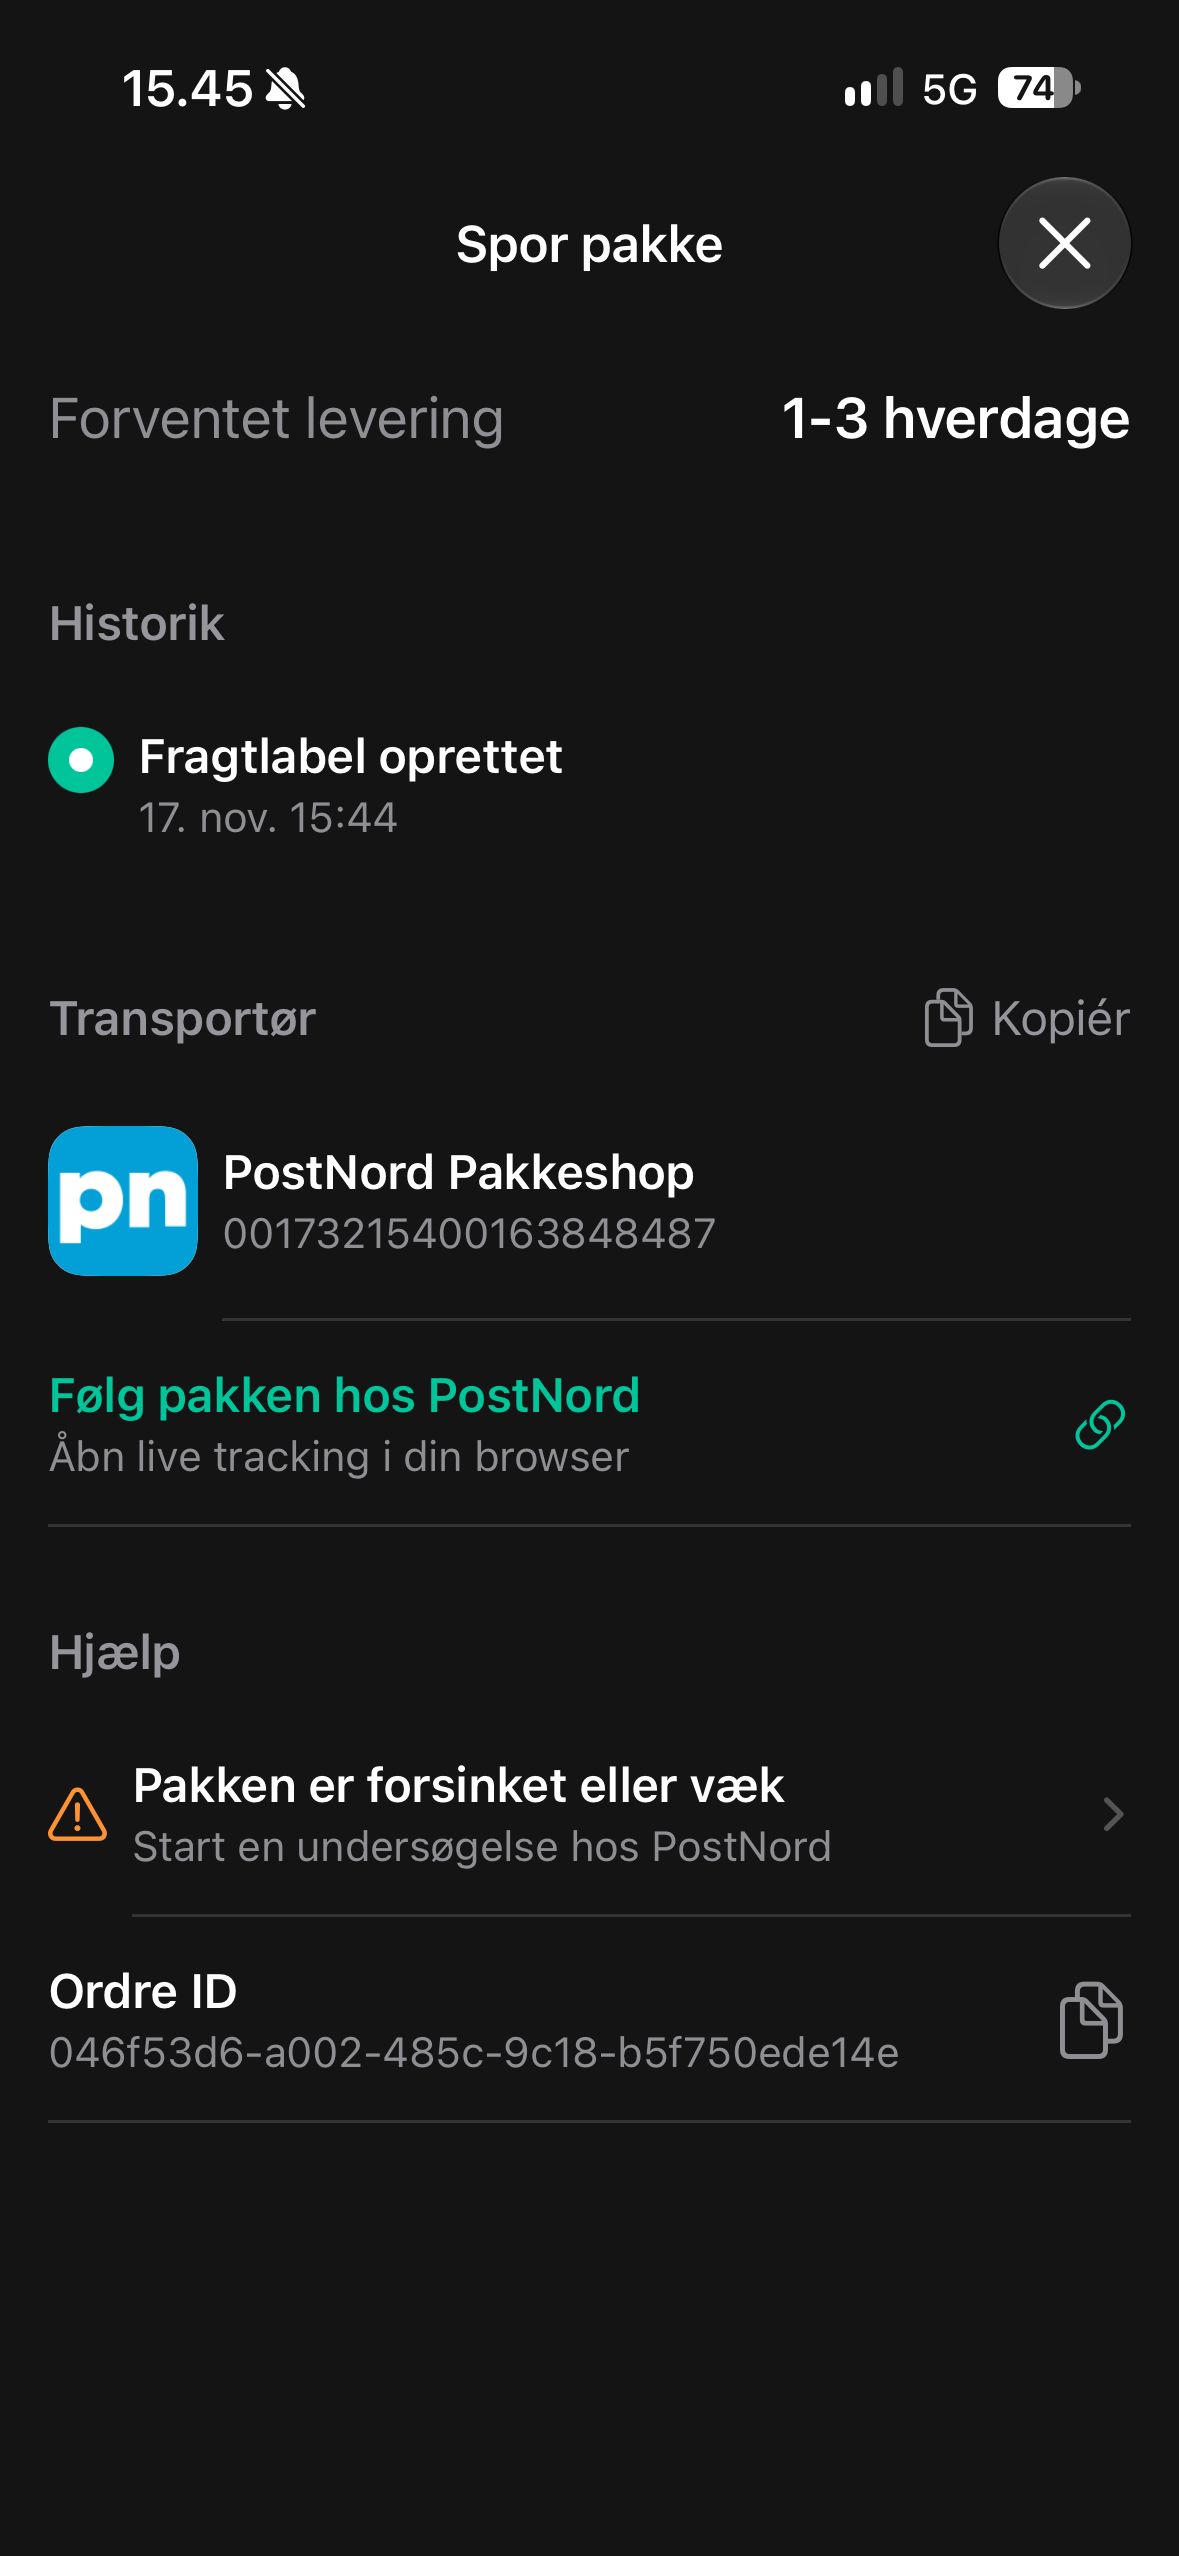 15.45
5G
74
Spor pakke
Forventet levering
1-3 hverdage
Historik
Fragtlabel oprettet
17. nov. 15:44
Transportør
Kopiér
pn
PostNord Pakkeshop
00173215400163848487
Følg pakken hos PostNord
Åbn live tracking i din browser
Hjælp
Pakken er forsinket eller væk
Start en undersøgelse hos PostNord
Ordre ID
046f53d6-a002-485c-9c18-b5f750ede14e